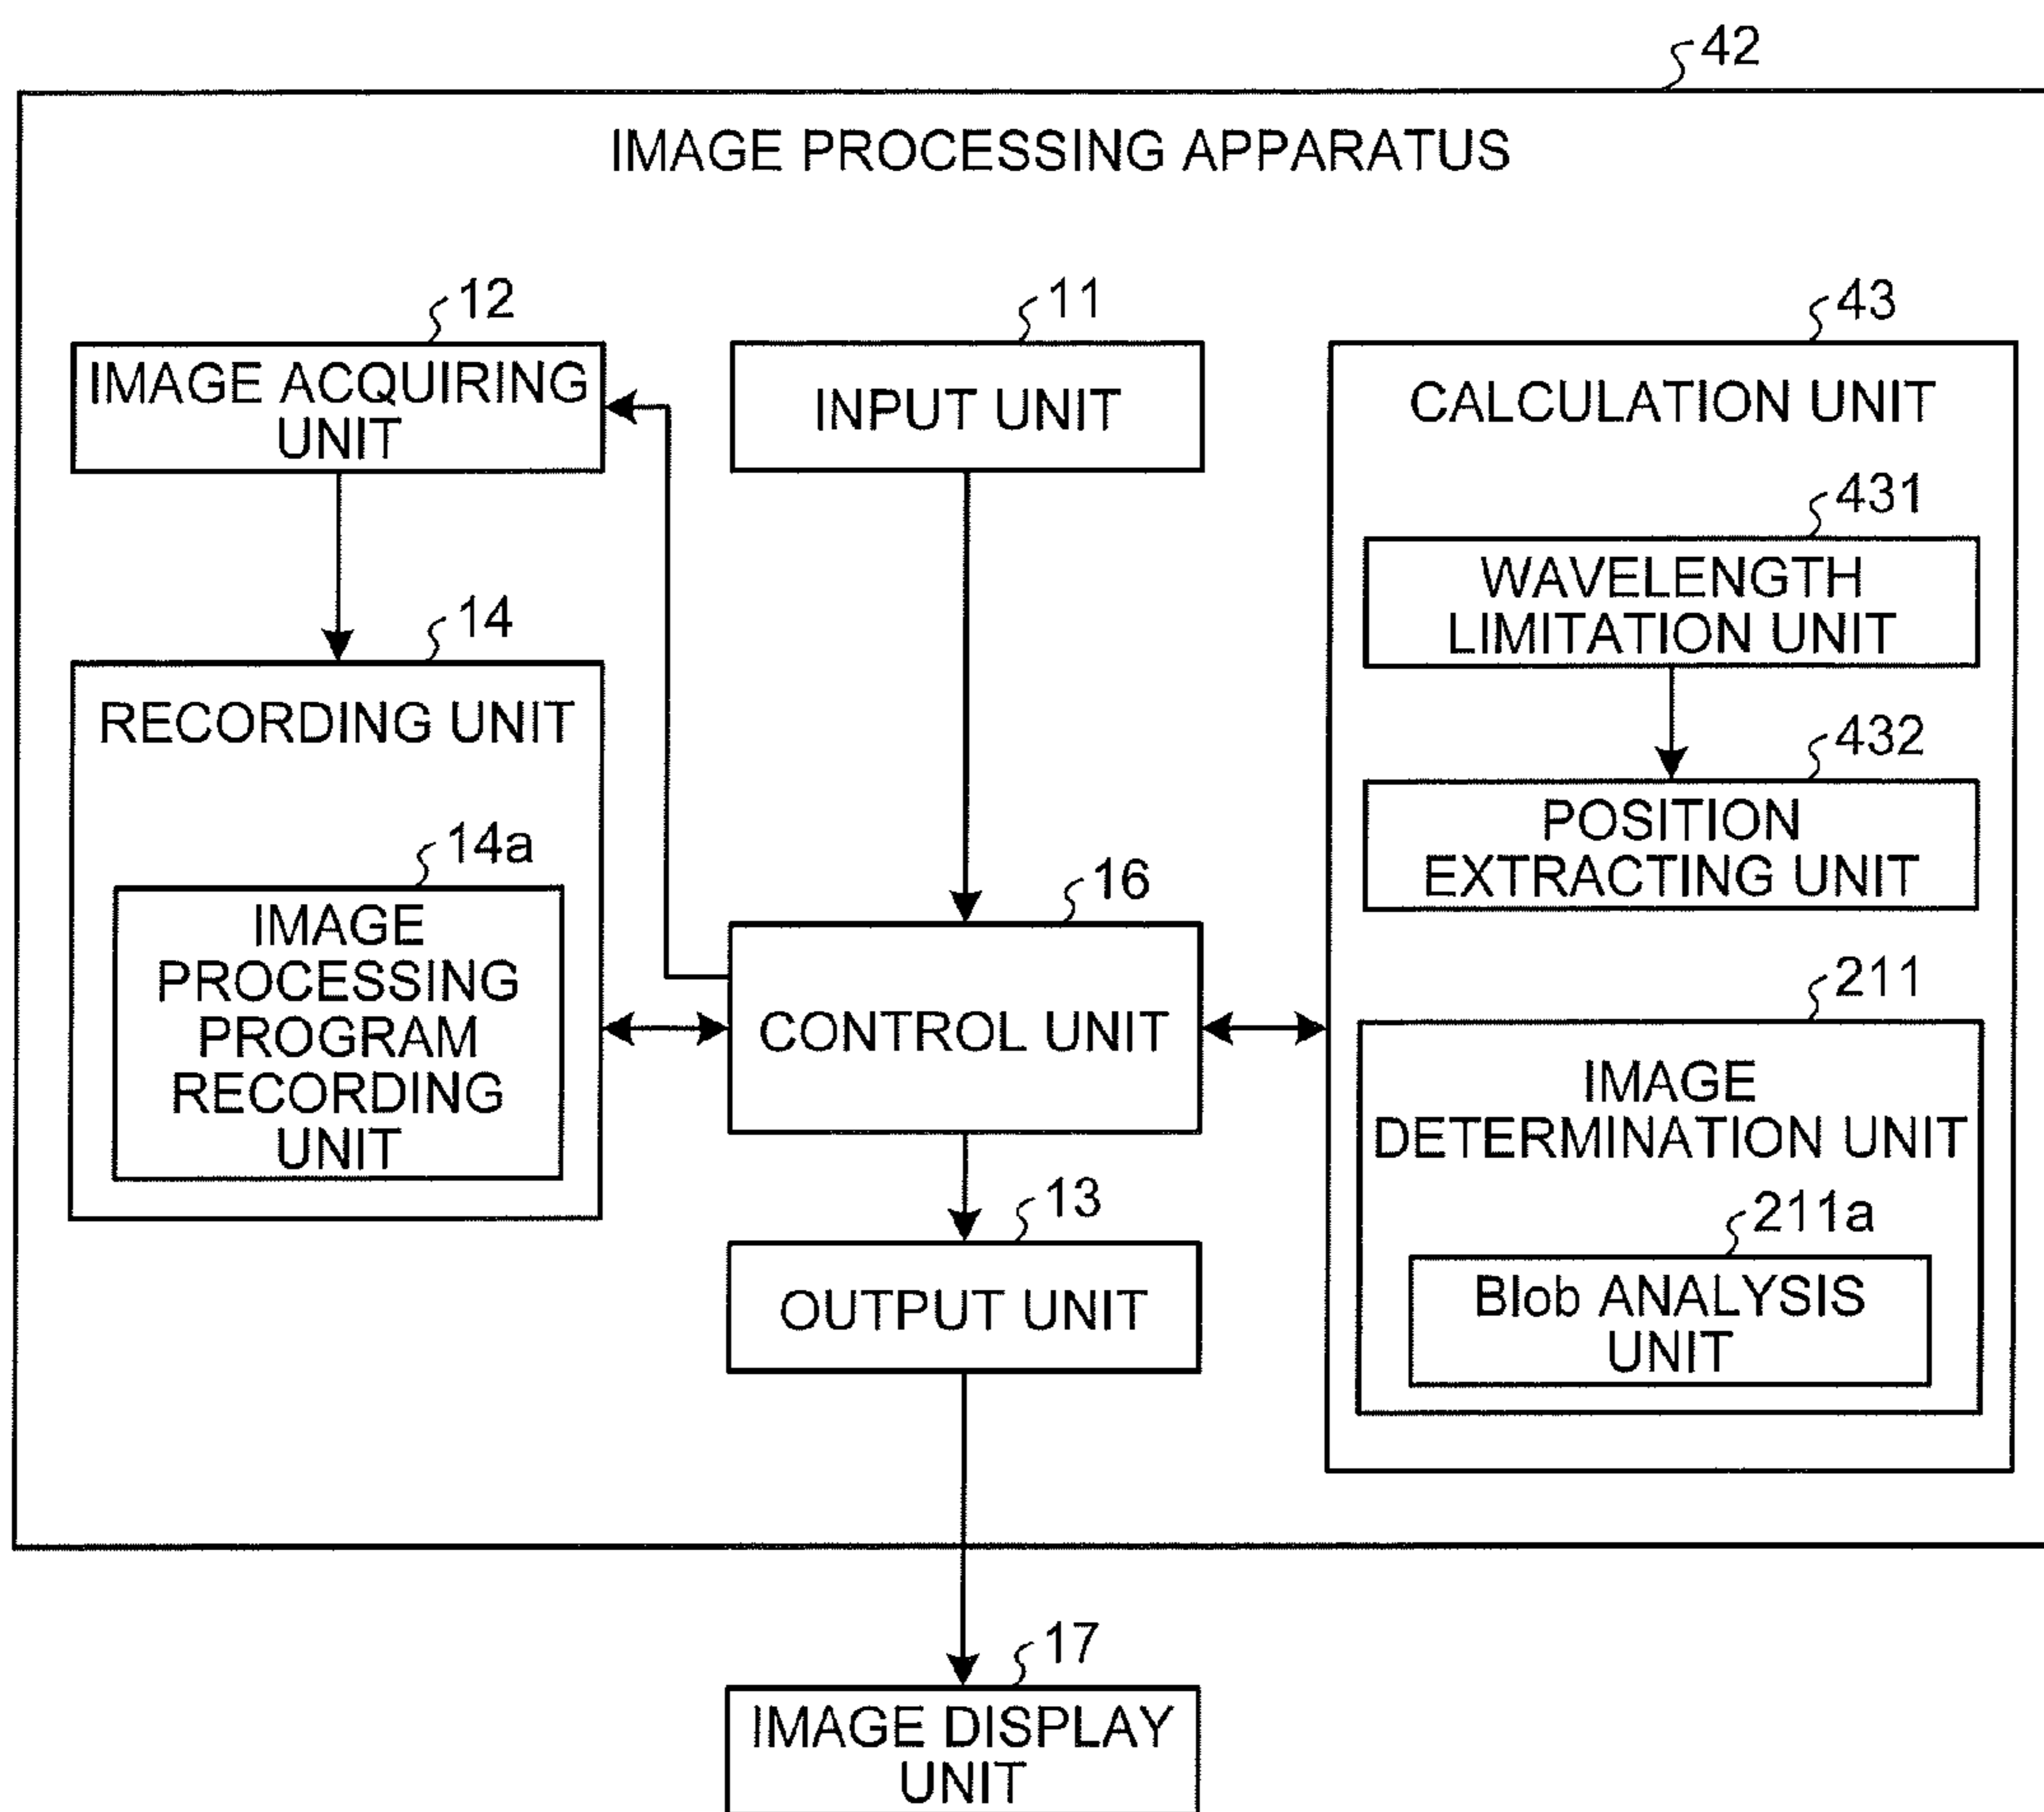 42
IMAGE PROCESSING APPARATUS
12
IMAGE ACQUIRING
UNIT
11
INPUT UNIT
43
CALCULATION UNIT
431
WAVELENGTH
LIMITATION UNIT
432
POSITION
EXTRACTING UNIT
14
RECORDING UNIT
14a
IMAGE
PROCESSING
PROGRAM
RECORDING
UNIT
16
CONTROL UNIT
211
IMAGE
DETERMINATION UNIT
211a
Blob ANALYSIS
UNIT
13
OUTPUT UNIT
17
IMAGE DISPLAY
UNIT